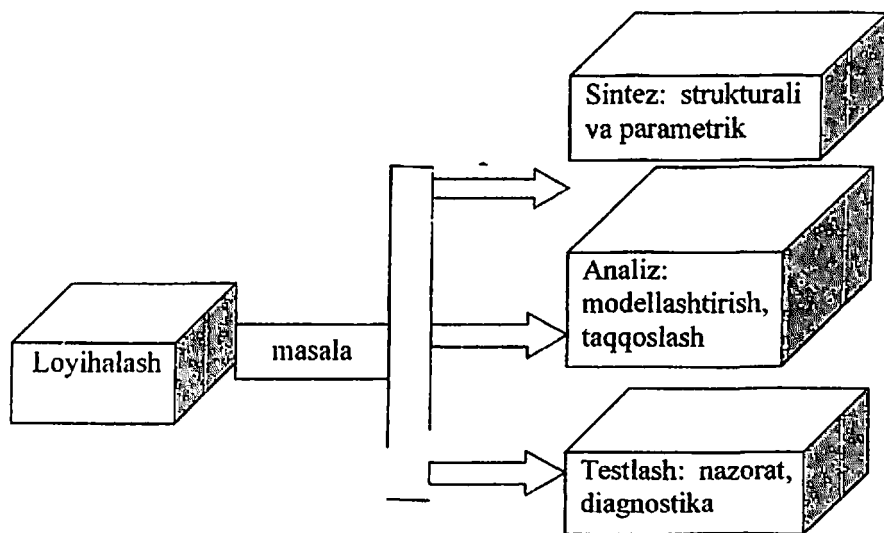 Sintez: strukturali
va parametrik
Analiz:
modellashtirish,
taqqoslash
Loyihalash
masala
Testlash: nazorat,
diagnostika